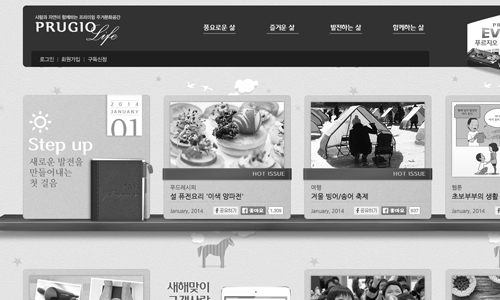 사람과 자연이 함께하는 프리미엄 주거문화공간
PRUGIO Life
풍요로운 삶
즐거운 삶
발전하는 삶
함께하는 삶
로그인 | 회원가입 | 구독신청
PR
EV
푸르지오
2014
JANUARY
01
Step up
새로운 발전을
만들어내는
첫 걸음
HOT ISSUE
푸드레시피
설 퓨전요리 '이색 양파전'
January, 2014
공유하기
좋아요
1,305
HOT ISSUE
여행
겨울 빙어/송어 축제
January, 2014
공유하기
좋아요
837
웹툰
초보부부의 생활
January, 2014
새해맞이
고객사랑